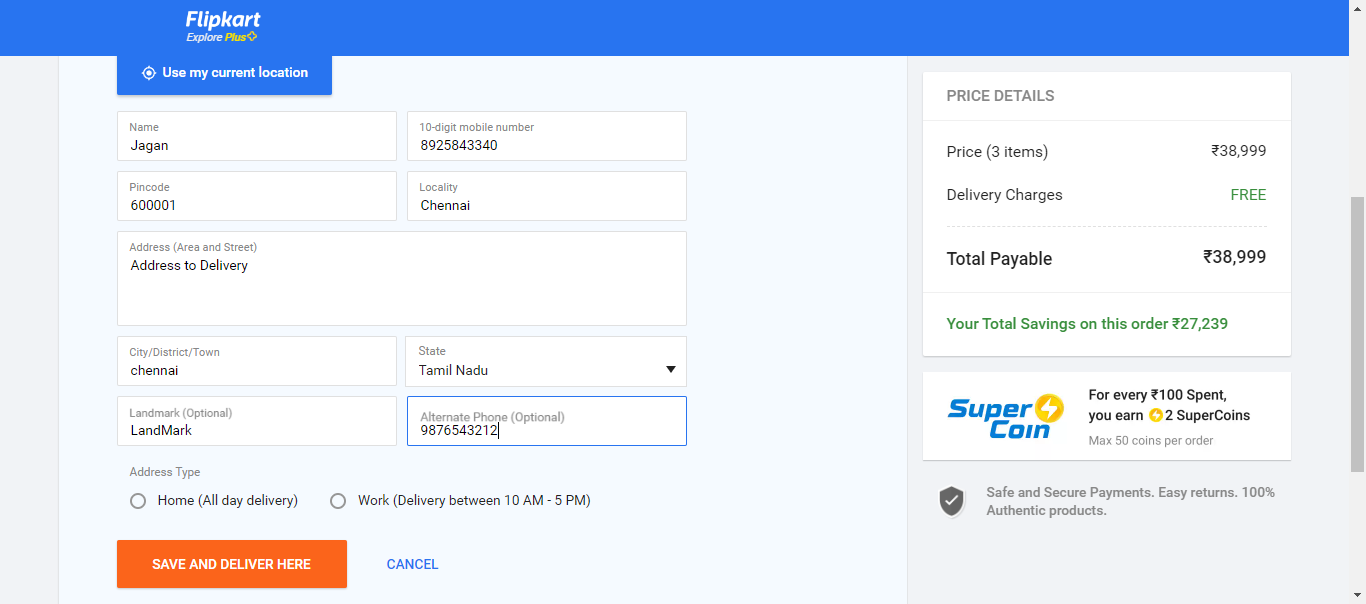 Flipkart
Explore Plus
Use my current location
Name
Jagan
10-digit mobile number
8925843340
Pincode
600001
Locality
Chennai
Address (Area and Street)
Address to Delivery
City/District/Town
chennai
State
Tamil Nadu
Landmark (Optional)
LandMark
Alternate Phone (Optional)
9876543212
Address Type
Home (All day delivery)
Work (Delivery between 10 AM - 5 PM)
SAVE AND DELIVER HERE
CANCEL
PRICE DETAILS
Price (3 items) ₹38,999
Delivery Charges FREE
Total Payable ₹38,999
Your Total Savings on this order ₹27,239
Super
Coin
For every ₹100 Spent,
you earn 2 SuperCoins
Max 50 coins per order
Safe and Secure Payments. Easy returns. 100%
Authentic products.